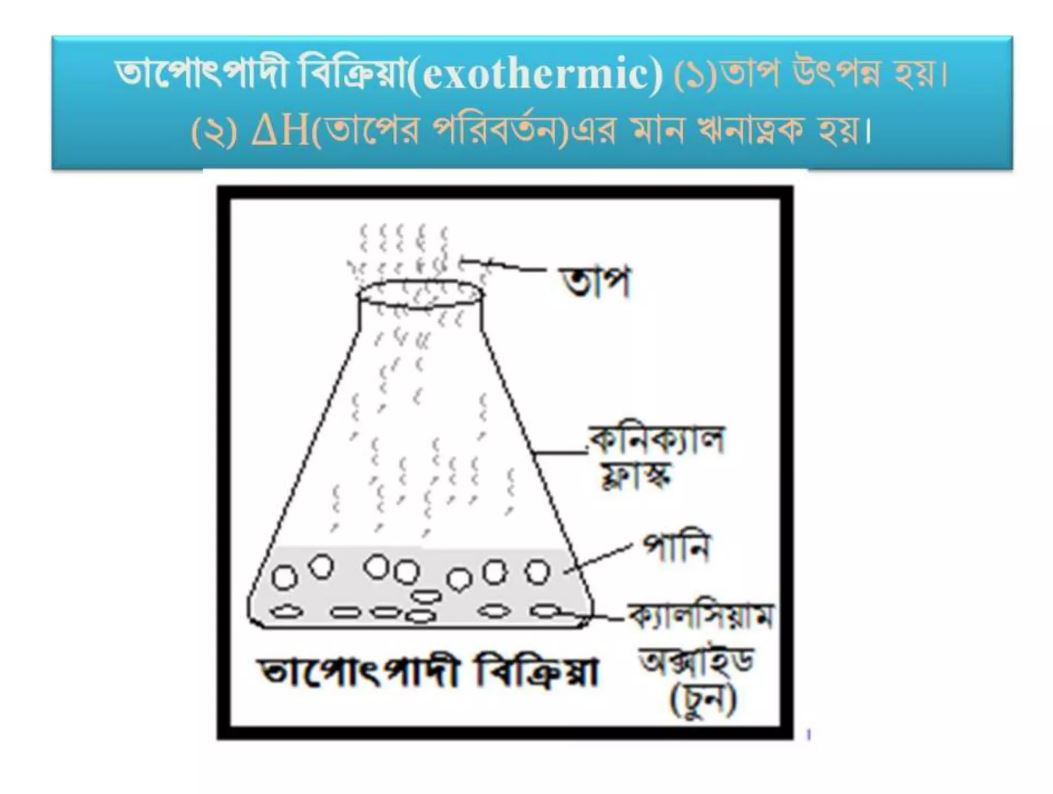 তাপোৎপাদী বিক্রিয়া(exothermic) (১)তাপ উৎপন্ন হয়।
(২) ΔH(তাপের পরিবর্তন)এর মান ঋনাত্নক হয়।
তাপ
কনিক্যাল
ফ্লাস্ক
পানি
ক্যালসিয়াম
অক্সাইড
(চুন)
তাপোৎপাদী বিক্রিয়া